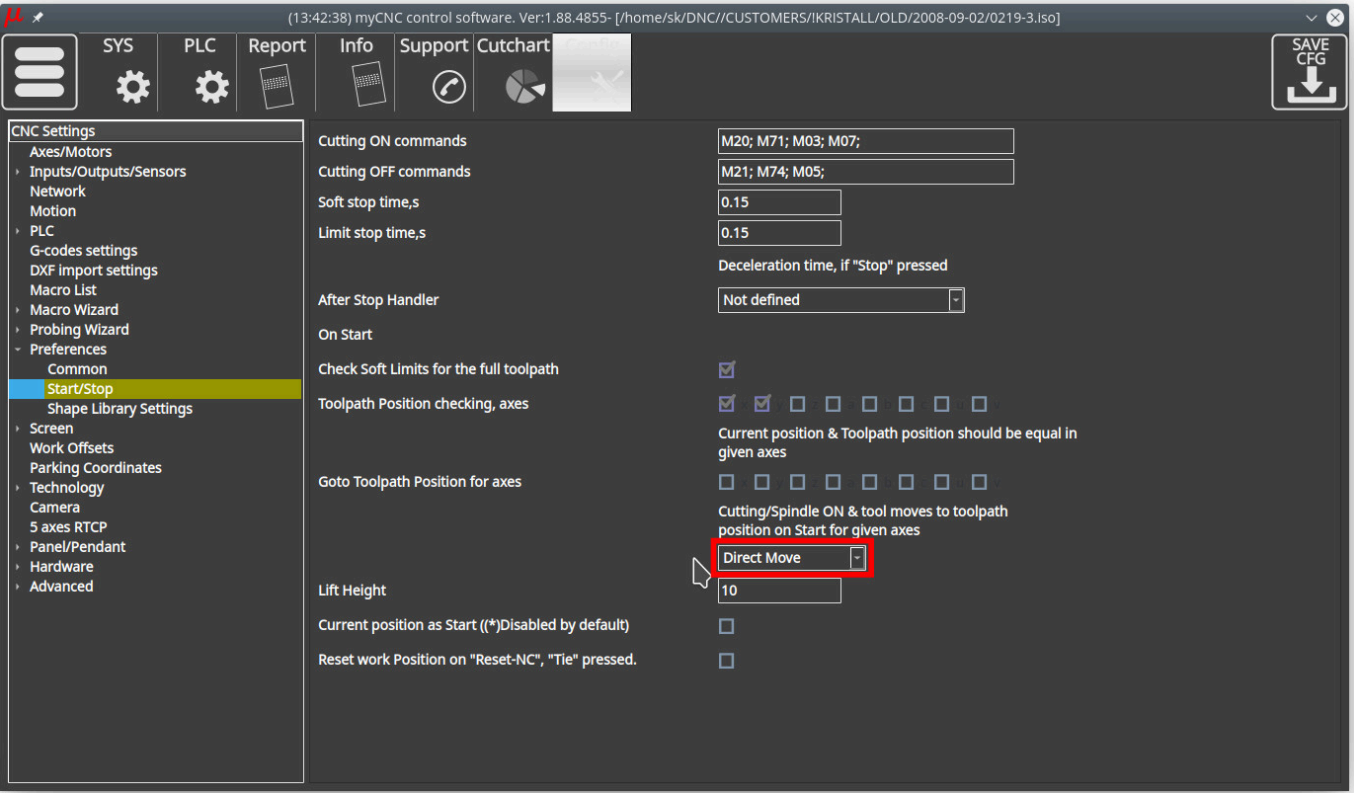 (13:42:38) myCNC control software. Ver:1.88.4855- [/home/sk/DNC//CUSTOMERS/!KRISTALL/OLD/2008-09-02/0219-3.iso]
SYS PLC Report Info Support Cutchart
SAVE
CFG
CNC Settings
Axes/Motors
Inputs/Outputs/Sensors
Network
Motion
PLC
G-codes settings
DXF import settings
Macro List
Macro Wizard
Probing Wizard
Preferences
Common
Start/Stop
Shape Library Settings
Screen
Work Offsets
Parking Coordinates
Technology
Camera
5 axes RTCP
Panel/Pendant
Hardware
Advanced
Cutting ON commands M20; M71; M03; M07;
Cutting OFF commands M21; M74; M05;
Soft stop time,s 0.15
Limit stop time,s 0.15
Deceleration time, if "Stop" pressed
After Stop Handler Not defined
On Start
Check Soft Limits for the full toolpath
Toolpath Position checking, axes
Current position & Toolpath position should be equal in
given axes
Goto Toolpath Position for axes
Cutting/Spindle ON & tool moves to toolpath
position on Start for given axes
Direct Move
Lift Height 10
Current position as Start ((*)Disabled by default)
Reset work Position on "Reset-NC", "Tie" pressed.